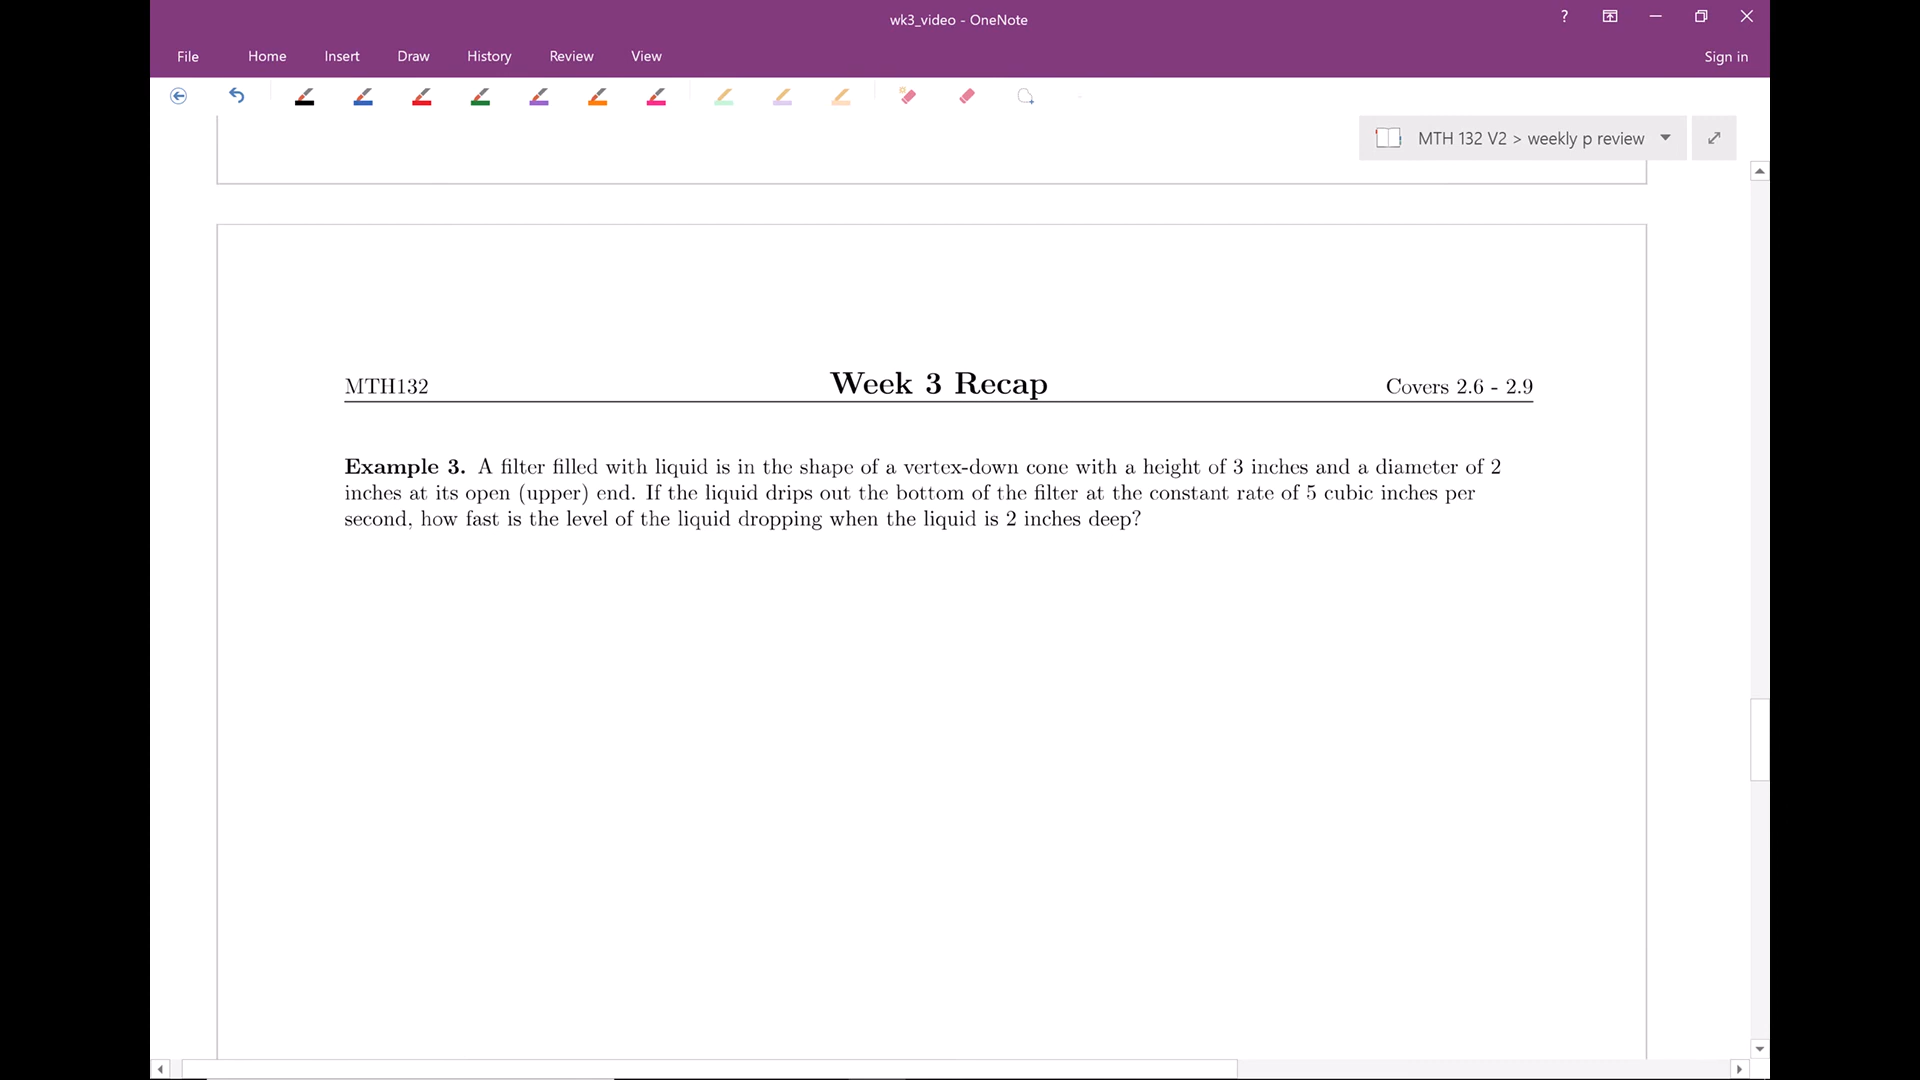 wk3_video - OneNote
?
File Home Insert Draw History Review View Sign in
MTH 132 V2 > weekly p review
MTH132 Week 3 Recap Covers 2.6 - 2.9
Example 3. A filter filled with liquid is in the shape of a vertex-down cone with a height of 3 inches and a diameter of 2
inches at its open (upper) end. If the liquid drips out the bottom of the filter at the constant rate of 5 cubic inches per
second, how fast is the level of the liquid dropping when the liquid is 2 inches deep?